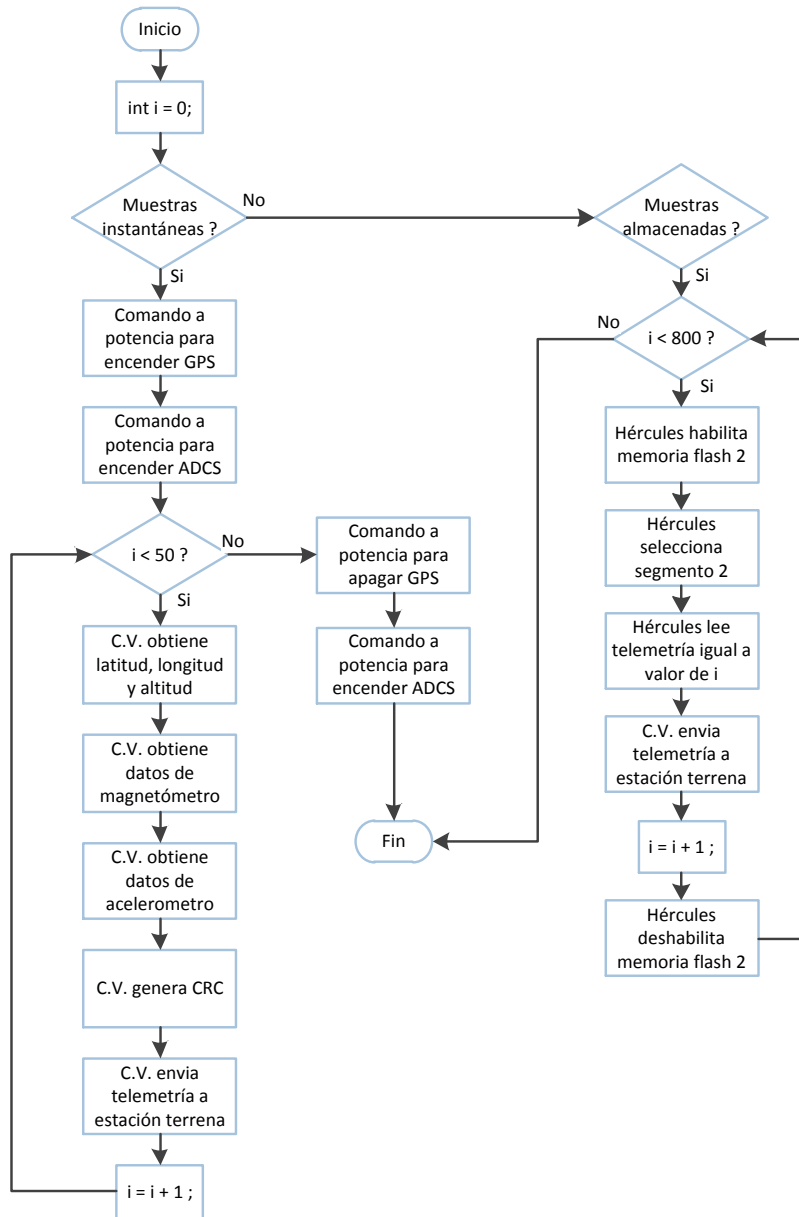 Inicio
int i = 0;
Muestras
instantáneas ?
No
Si
Comando a
potencia para
encender GPS
Comando a
potencia para
encender ADCS
i < 50 ?
No
Si
C.V. obtiene
latitud, longitud
y altitud
C.V. obtiene
datos de
magnetómetro
C.V. obtiene
datos de
acelerometro
C.V. genera CRC
C.V. envia
telemetría a
estación terrena
i = i + 1 ;
Comando a
potencia para
apagar GPS
Comando a
potencia para
encender ADCS
Fin
Muestras
almacenadas ?
Si
No
i < 800 ?
Si
Hércules habilita
memoria flash 2
Hércules
selecciona
segmento 2
Hércules lee
telemetría igual a
valor de i
C.V. envia
telemetría a
estación terrena
i = i + 1 ;
Hércules
deshabilita
memoria flash 2